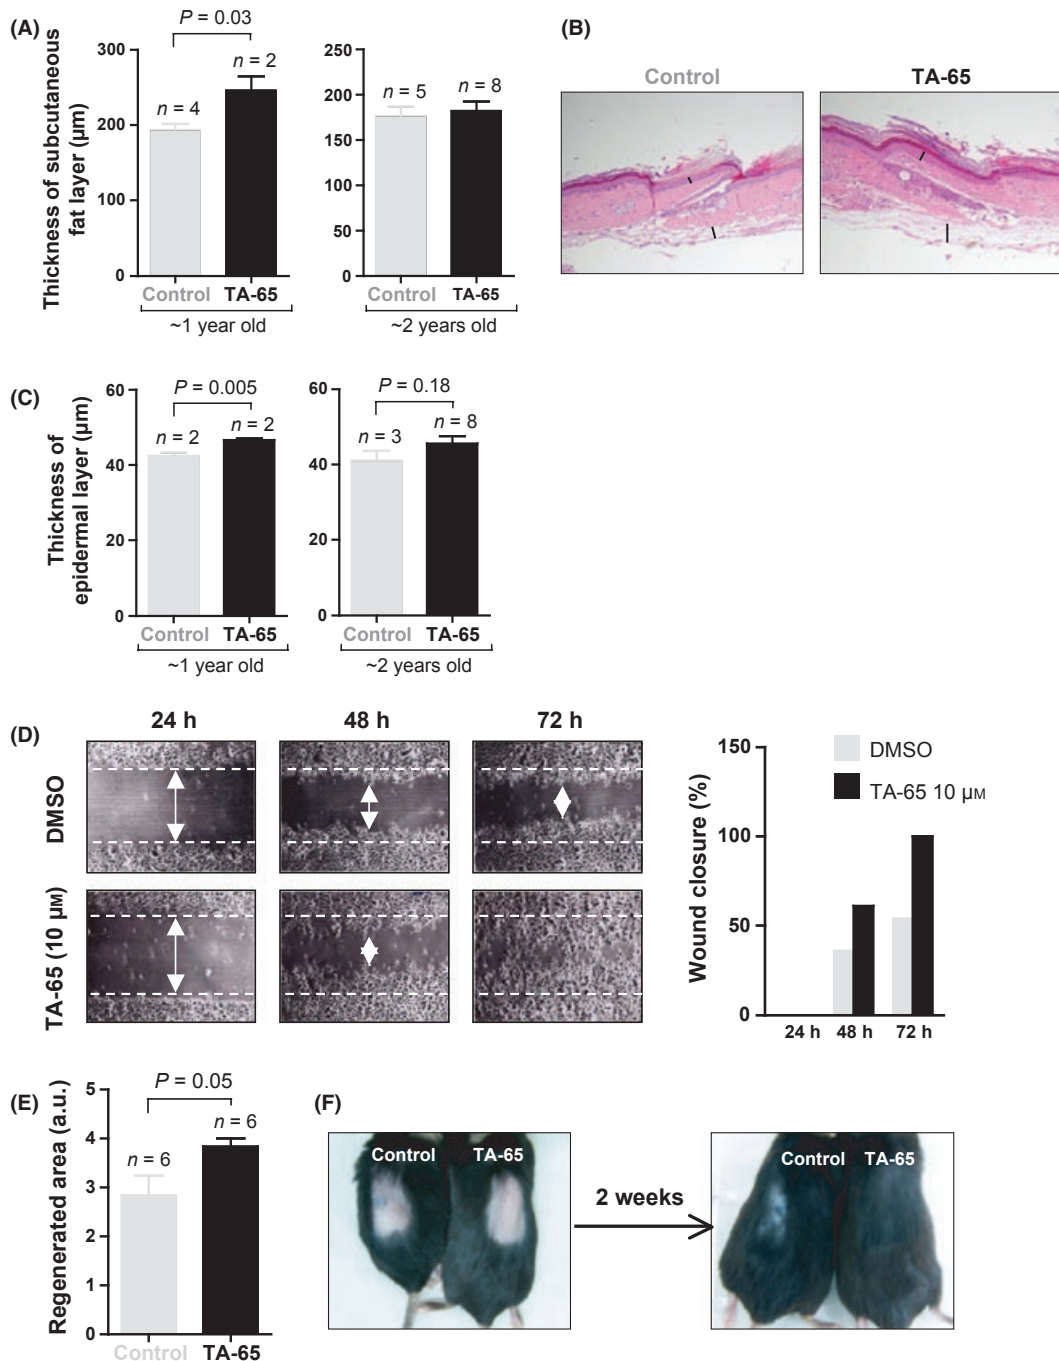 (A)
P = 0.03
Thickness of subcutaneous
fat layer (µm)
300
200
100
0
n = 4
n = 2
Control
TA-65
~1 year old
250
200
150
100
50
0
n = 5
n = 8
Control
TA-65
~2 years old
(B)
Control
TA-65
(C)
Thickness of
epidermal layer (µm)
60
40
20
0
P = 0.005
n = 2
n = 2
Control
TA-65
~1 year old
60
40
20
0
P = 0.18
n = 3
n = 8
Control
TA-65
~2 years old
(D)
24 h
48 h
72 h
DMSO
TA-65 (10 µM)
Wound closure (%)
150
100
50
0
DMSO
TA-65 10 µM
24 h
48 h
72 h
(E)
Regenerated area (a.u.)
5
4
3
2
1
0
P = 0.05
n = 6
n = 6
Control
TA-65
(F)
Control
TA-65
2 weeks
Control
TA-65